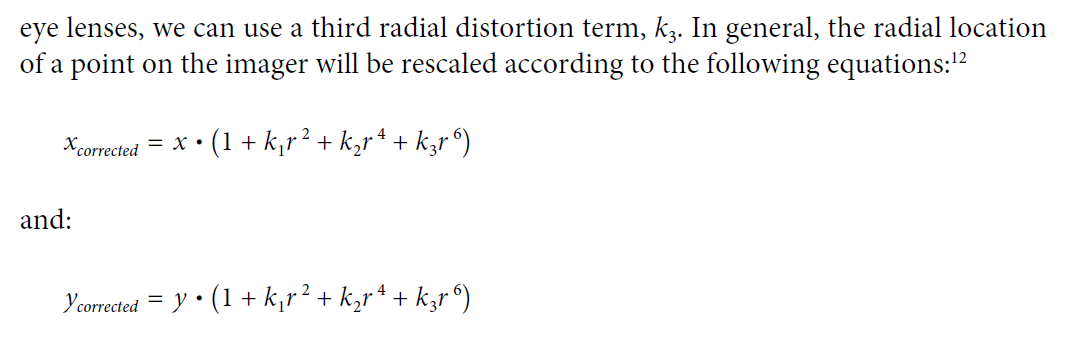 eye lenses, we can use a third radial distortion term, k₃. In general, the radial location
of a point on the imager will be rescaled according to the following equations:¹²
x_corrected = x • (1 + k₁r² + k₂r⁴ + k₃r⁶)
and:
y_corrected = y • (1 + k₁r² + k₂r⁴ + k₃r⁶)